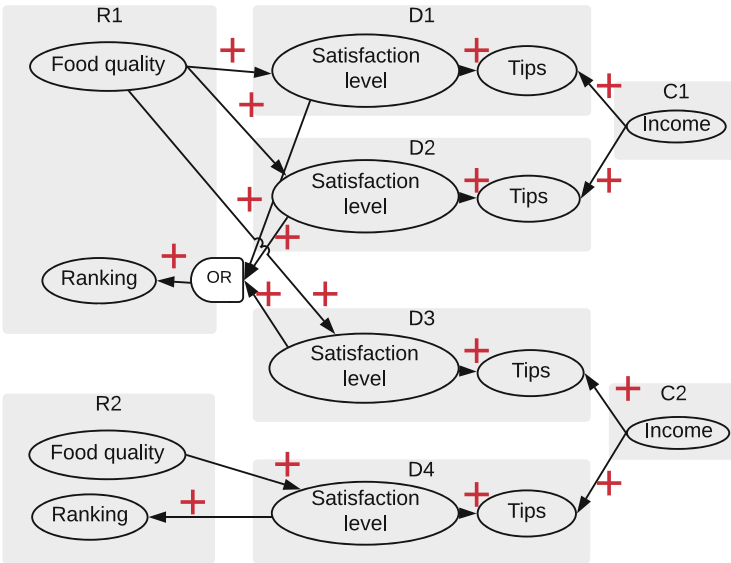 R1
D1
Food quality
Satisfaction
level
Tips
C1
Income
D2
Satisfaction
level
Tips
Ranking
OR
D3
Satisfaction
level
Tips
R2
C2
Income
Food quality
D4
Ranking
Satisfaction
level
Tips